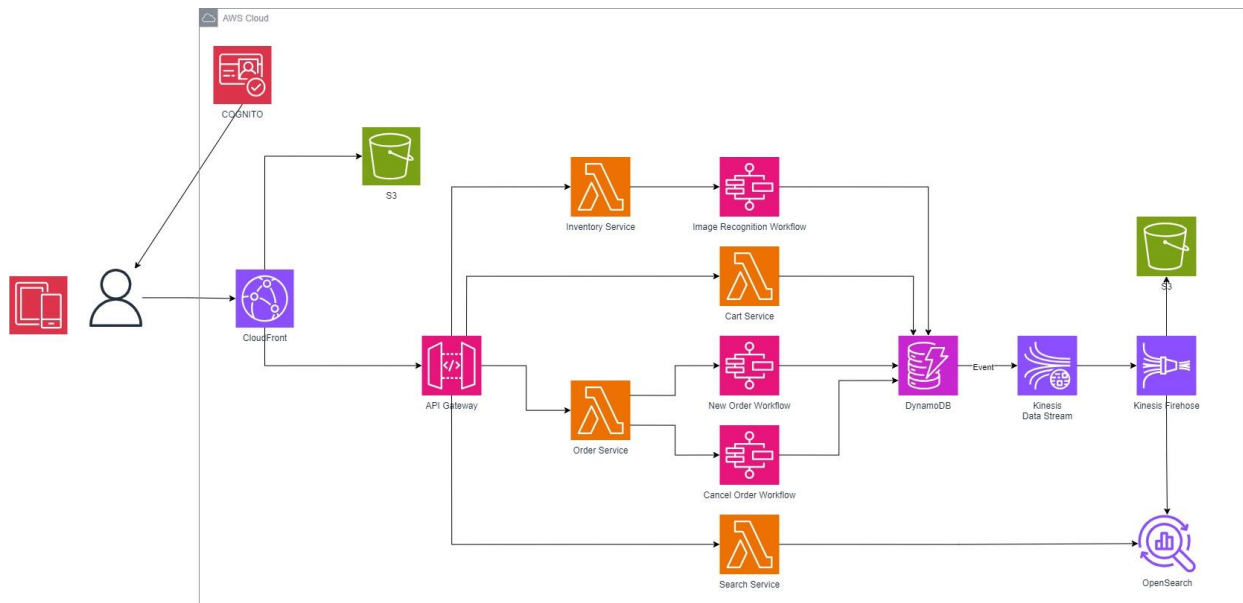 AWS Cloud
COGNITO
S3
CloudFront
API Gateway
Inventory Service
Image Recognition Workflow
Cart Service
Order Service
New Order Workflow
Cancel Order Workflow
Search Service
DynamoDB
Event
Kinesis
Data Stream
Kinesis Firehose
S3
OpenSearch